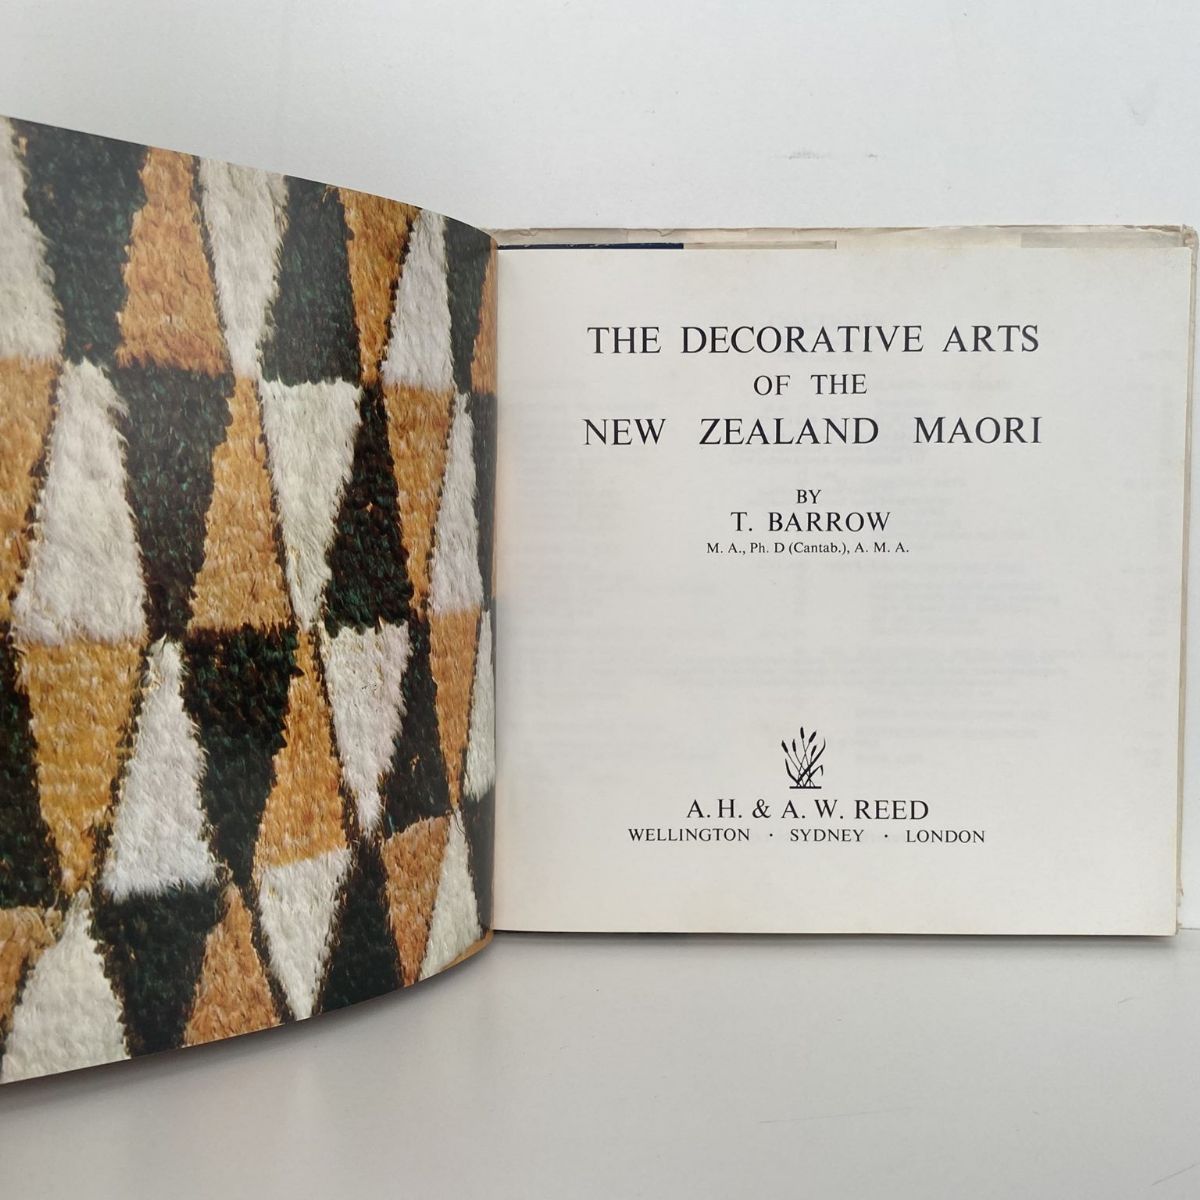 THE DECORATIVE ARTS
OF THE
NEW ZEALAND MAORI
BY
T. BARROW
M. A., Ph. D (Cantab.), A. M. A.
A. H. & A. W. REED
WELLINGTON · SYDNEY · LONDON